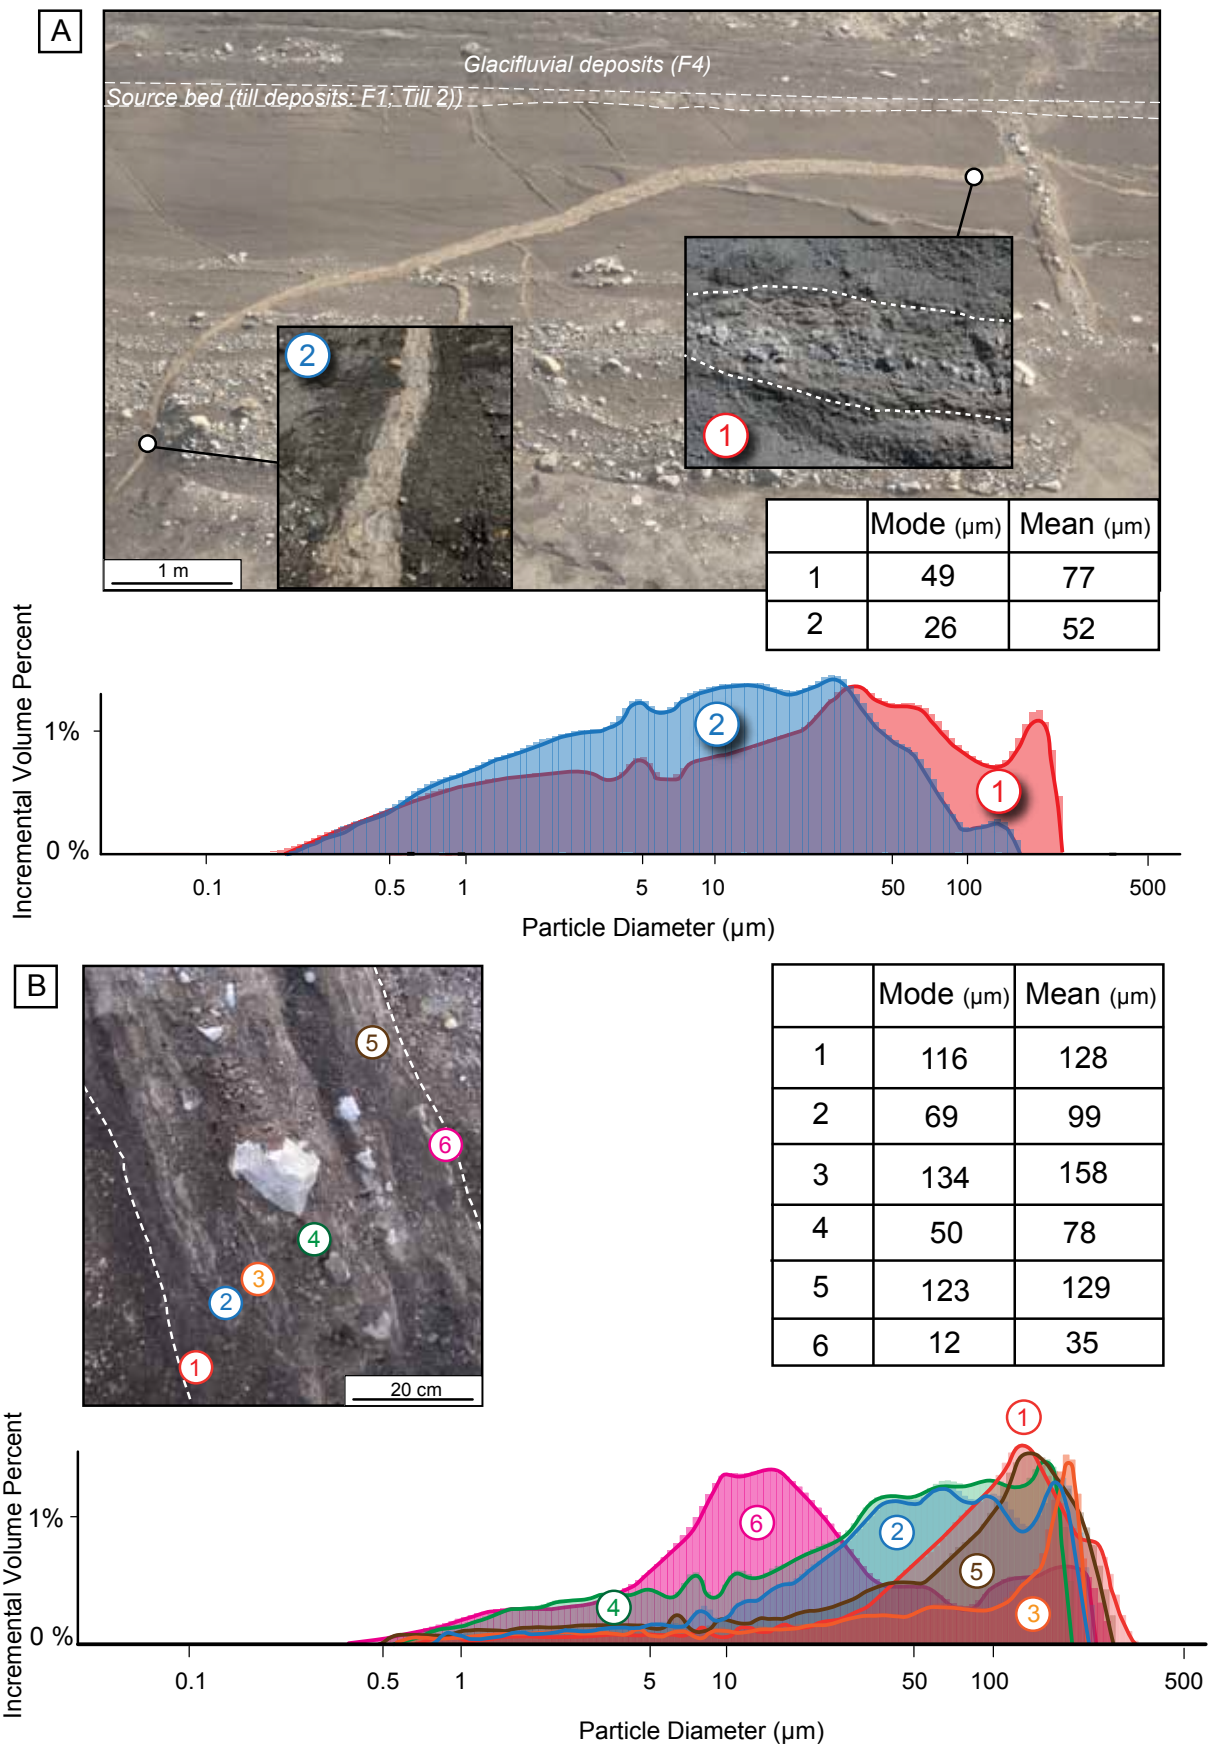 A
Glacifluvial deposits (F4)
Source bed (till deposits: F1; Till 2))
2
1
1 m
Mode (µm) Mean (µm)
1 49 77
2 26 52
Incremental Volume Percent
1%
0 %
2
1
0.1 0.5 1 5 10 50 100 500
Particle Diameter (µm)
B
5
6
4
3
2
1
20 cm
Mode (µm) Mean (µm)
1 116 128
2 69 99
3 134 158
4 50 78
5 123 129
6 12 35
Incremental Volume Percent
1%
0 %
1
6
2
5
4
3
0.1 0.5 1 5 10 50 100 500
Particle Diameter (µm)